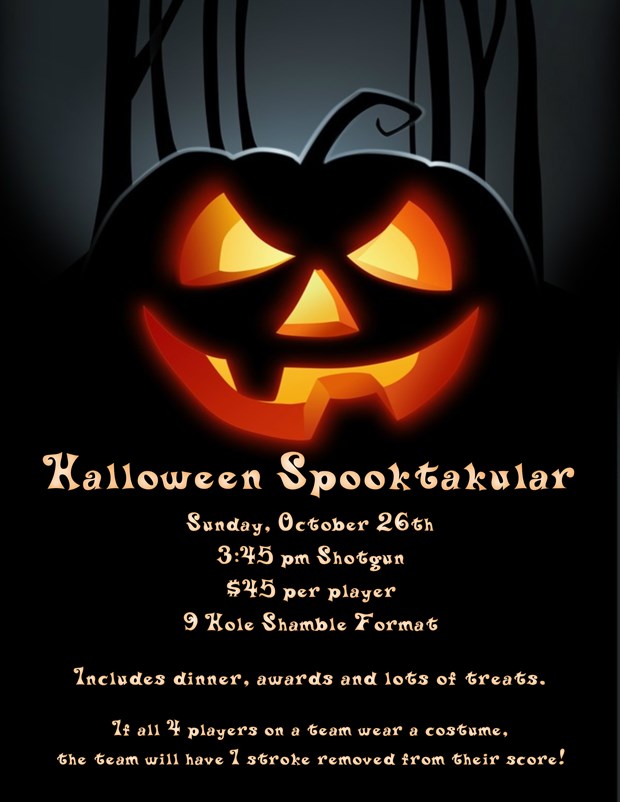 Halloween Spooktakular
Sunday, October 26th
3:45 pm Shotgun
$45 per player
9 Hole Shamble Format
Includes dinner, awards and lots of treats.
If all 4 players on a team wear a costume,
the team will have 1 stroke removed from their score!